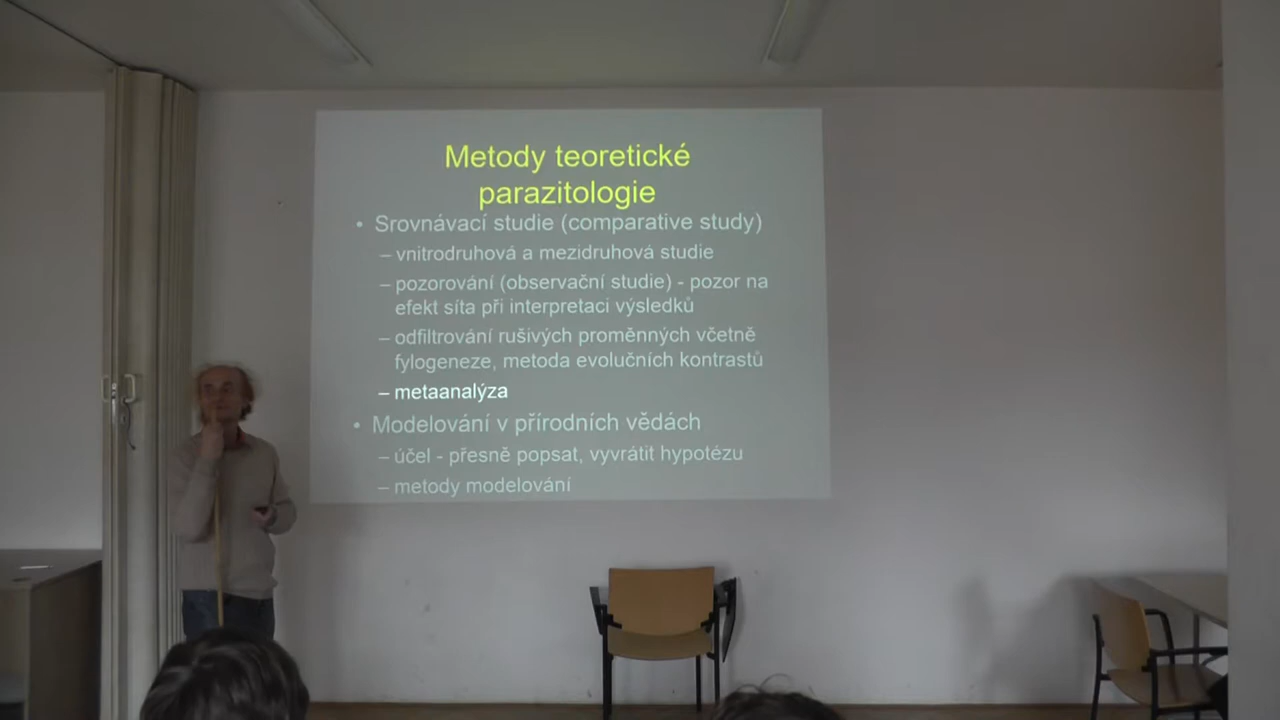 Metody teoretické
parazitologie
• Srovnávací studie (comparative study)
– vnitrodruhová a mezidruhová studie
– pozorování (observační studie) - pozor na
efekt síta při interpretaci výsledků
– odfiltrování rušivých proměnných včetně
fylogeneze, metoda evolučních kontrastů
– metaanalýza
• Modelování v přírodních vědách
– účel - přesně popsat, vyvrátit hypotézu
– metody modelování